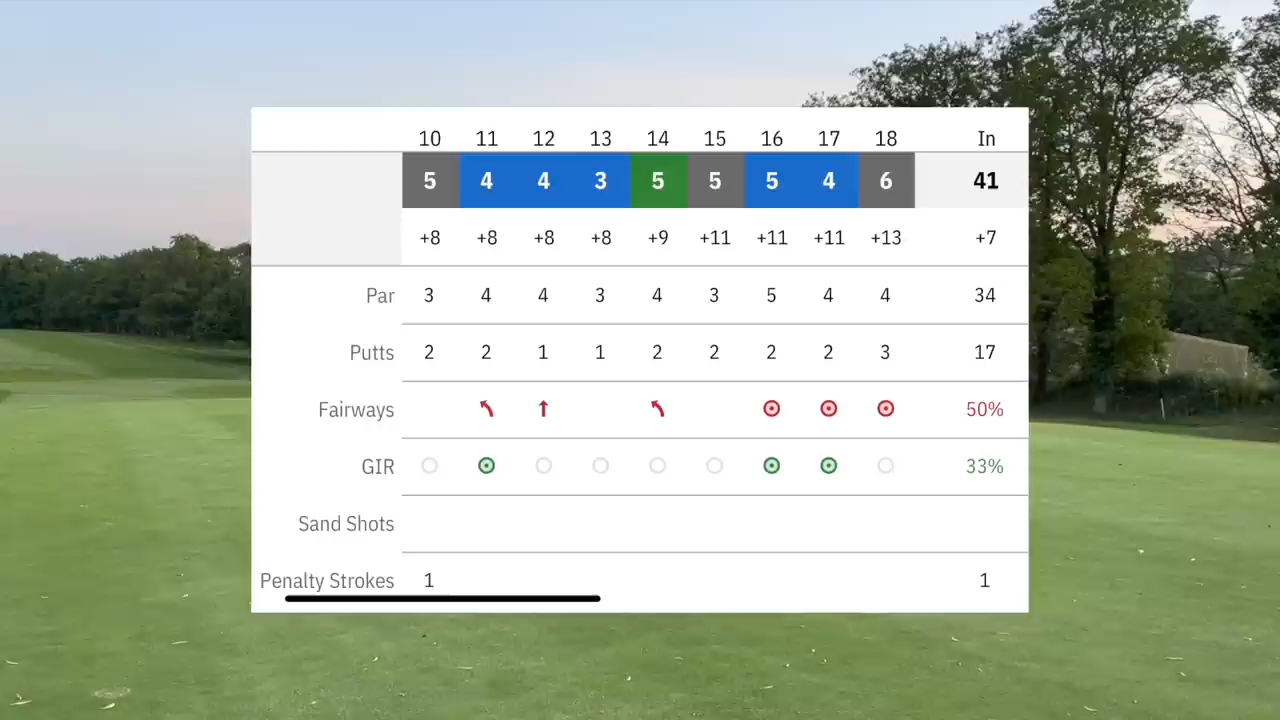 10 11 12 13 14 15 16 17 18 In
5 4 4 3 5 5 5 4 6 41
+8 +8 +8 +8 +9 +11 +11 +11 +13 +7
Par 3 4 4 3 4 3 5 4 4 34
Putts 2 2 1 1 2 2 2 2 3 17
Fairways 50%
GIR 33%
Sand Shots
Penalty Strokes 1 1